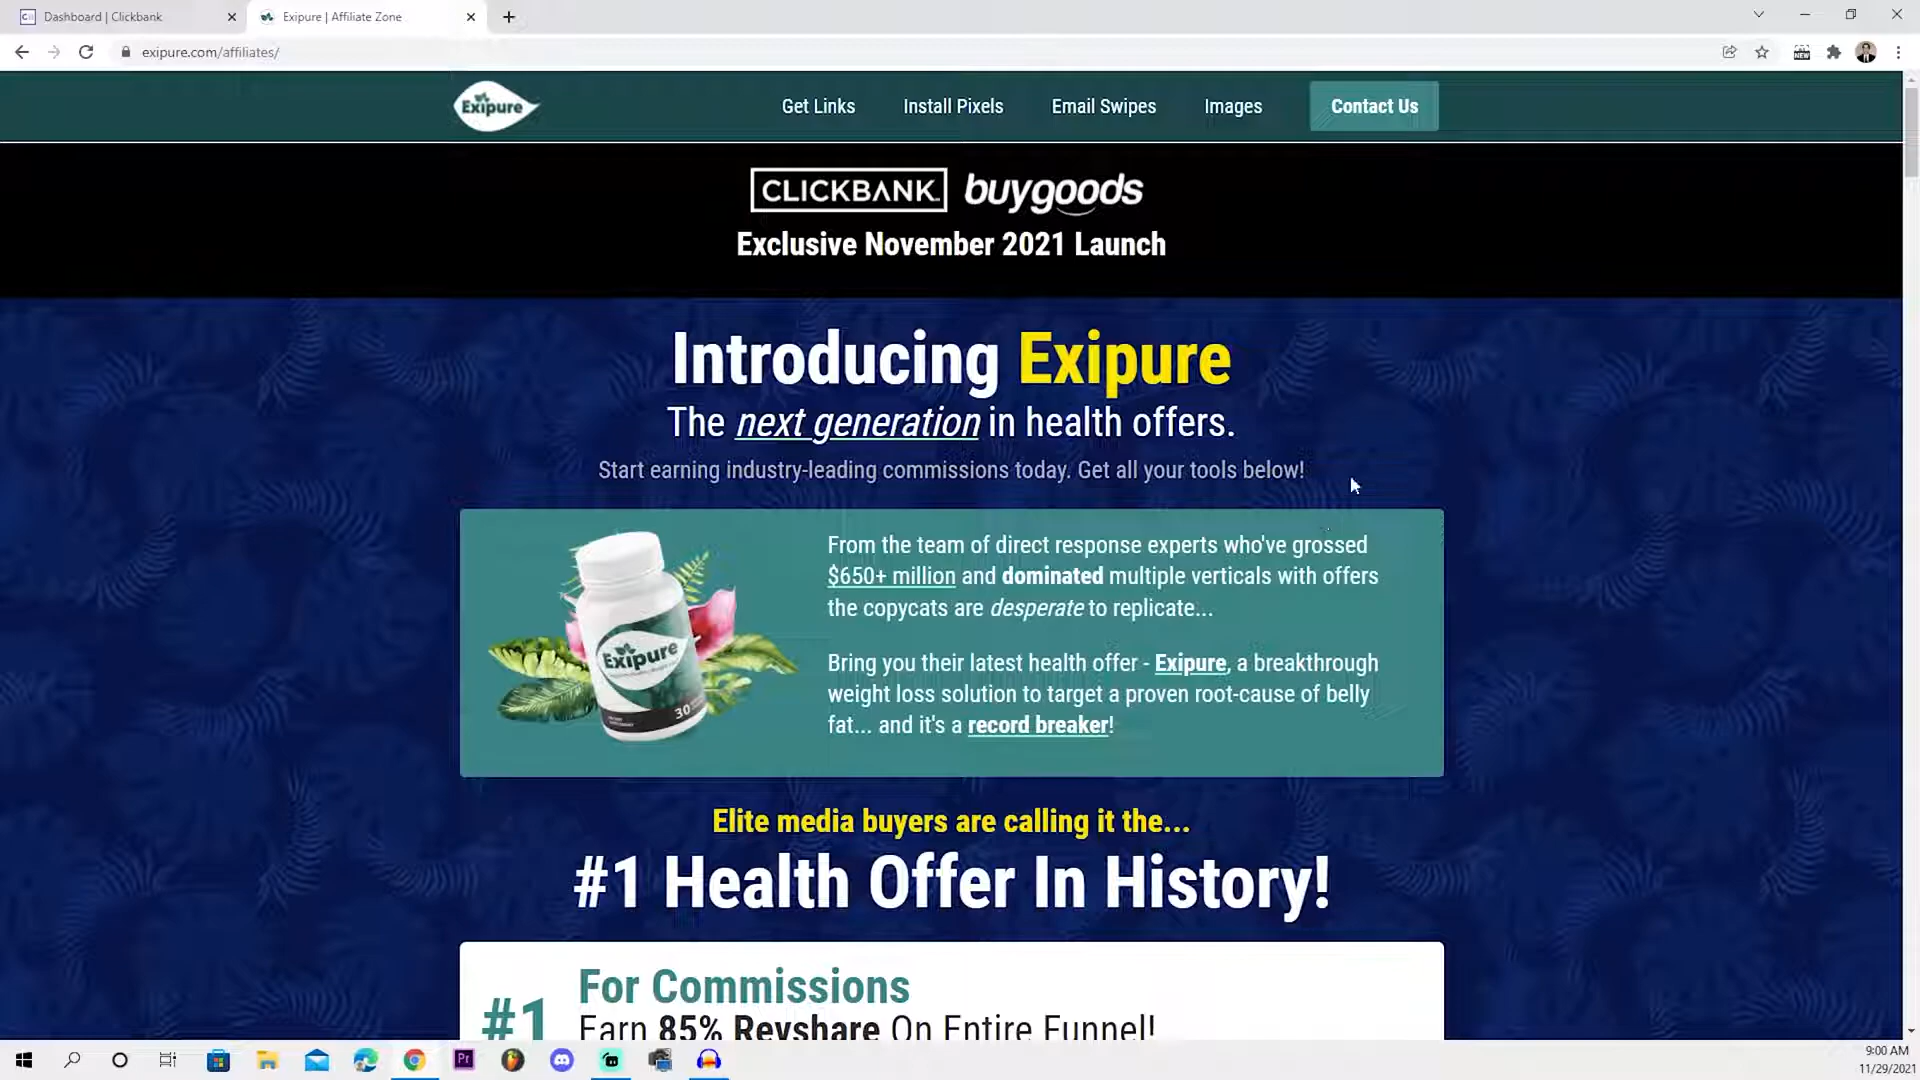 Dashboard | Clickbank
Exipure | Affiliate Zone
exipure.com/affiliates/
NEW
Exipure
Get Links
Install Pixels
Email Swipes
Images
Contact Us
CLICKBANK. buygoods
Exclusive November 2021 Launch
Introducing Exipure
The next generation in health offers.
Start earning industry-leading commissions today. Get all your tools below!
Exipure
30
From the team of direct response experts who've grossed
$650+ million and dominated multiple verticals with offers
the copycats are desperate to replicate...
Bring you their latest health offer - Exipure, a breakthrough
weight loss solution to target a proven root-cause of belly
fat... and it's a record breaker!
Elite media buyers are calling it the...
#1 Health Offer In History!
#1
For Commissions
Earn 85% Revshare On Entire Funnel!
Pr
9:00 AM
11/29/2021